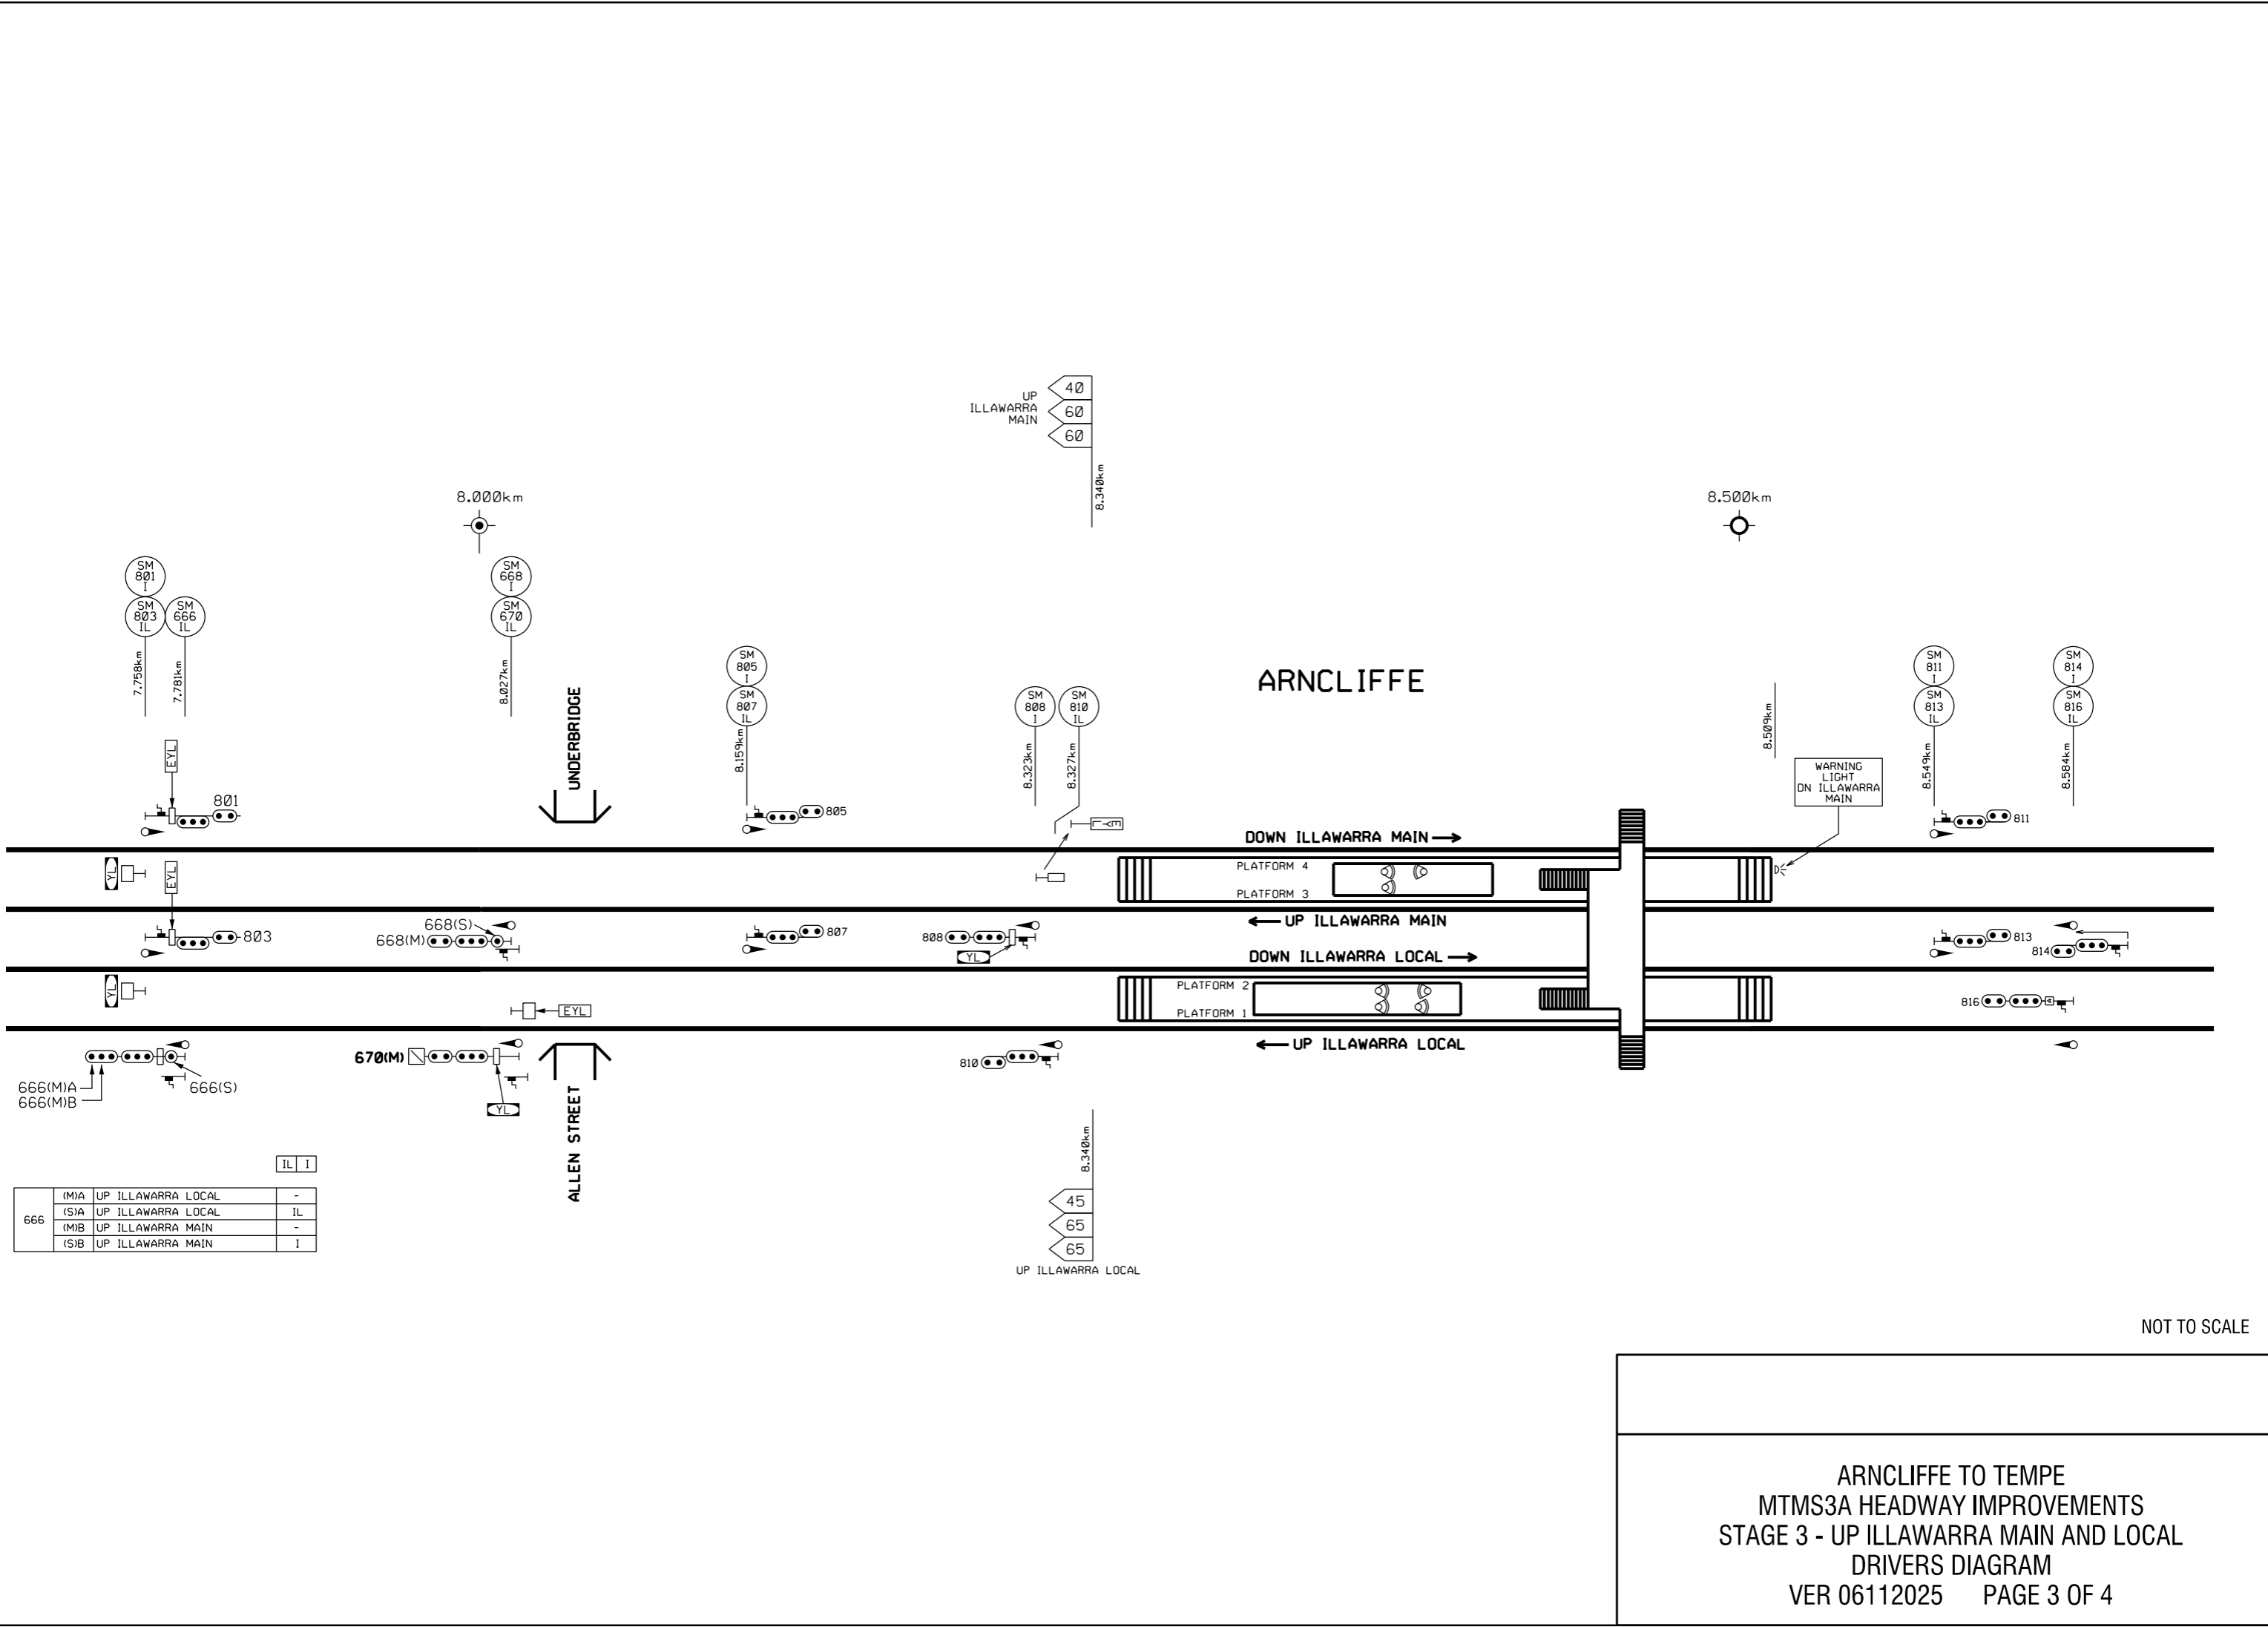 40
UP
ILLAWARRA
MAIN
60
60
8.340km
8.000km
8.500km
SM
801
I
SM
803
IL
SM
666
IL
7.758km
7.781km
SM
668
I
SM
670
IL
8.027km
UNDERBRIDGE
SM
805
I
SM
807
IL
8.159km
SM
808
I
SM
810
IL
8.323km
8.327km
ARNCLIFFE
8.509km
SM
811
I
SM
813
IL
8.549km
SM
814
I
SM
816
IL
8.584km
WARNING
LIGHT
DN ILLAWARRA
MAIN
EYL
801
805
EYL
811
DOWN ILLAWARRA MAIN
YL
EYL
PLATFORM 4
PLATFORM 3
UP ILLAWARRA MAIN
803
668(S)
668(M)
807
808
YL
813
814
DOWN ILLAWARRA LOCAL
YL
EYL
PLATFORM 2
PLATFORM 1
816
UP ILLAWARRA LOCAL
666(M)A
666(M)B
666(S)
670(M)
YL
810
ALLEN STREET
8.340km
45
65
65
UP ILLAWARRA LOCAL
IL I
666
(M)A UP ILLAWARRA LOCAL -
(S)A UP ILLAWARRA LOCAL IL
(M)B UP ILLAWARRA MAIN -
(S)B UP ILLAWARRA MAIN I
NOT TO SCALE
ARNCLIFFE TO TEMPE
MTMS3A HEADWAY IMPROVEMENTS
STAGE 3 - UP ILLAWARRA MAIN AND LOCAL
DRIVERS DIAGRAM
VER 06112025 PAGE 3 OF 4